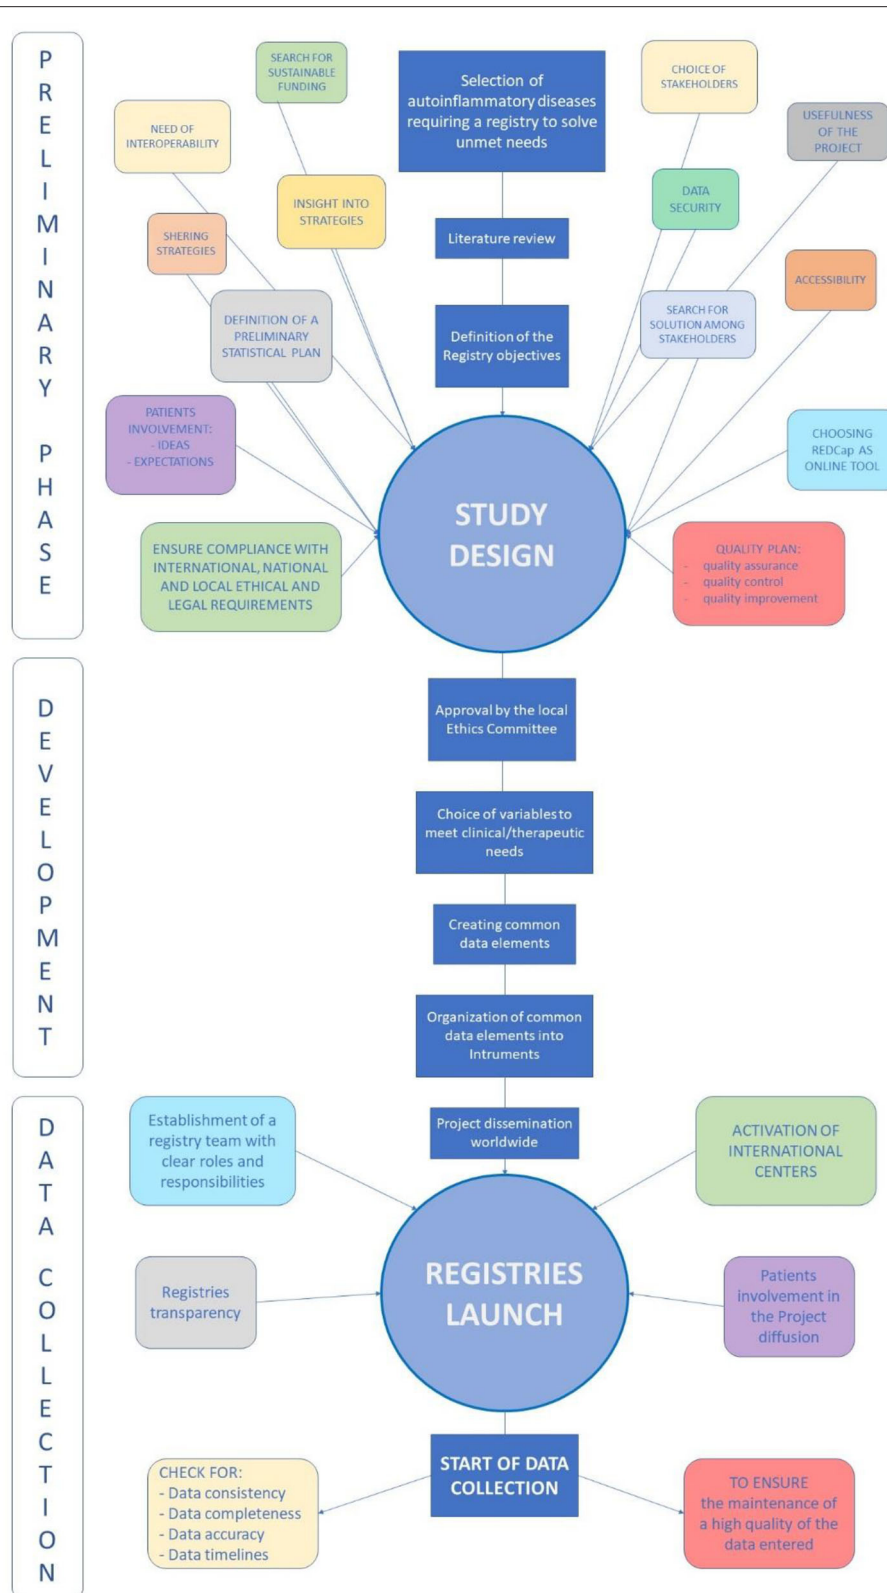 PRELIMINARY PHASE
SEARCH FOR
SUSTAINABLE
FUNDING
NEED OF
INTEROPERABILITY
INSIGHT INTO
STRATEGIES
SHERING
STRATEGIES
DEFINITION OF A
PRELIMINARY
STATISTICAL PLAN
PATIENTS
INVOLVEMENT:
- IDEAS
- EXPECTATIONS
ENSURE COMPLIANCE WITH
INTERNATIONAL, NATIONAL
AND LOCAL ETHICAL AND
LEGAL REQUIREMENTS
Selection of
autoinflammatory diseases
requiring a registry to solve
unmet needs
Literature review
Definition of the
Registry objectives
CHOICE OF
STAKEHOLDERS
USEFULNESS
OF THE
PROJECT
DATA
SECURITY
ACCESSIBILITY
SEARCH FOR
SOLUTION AMONG
STAKEHOLDERS
CHOOSING
REDCap AS
ONLINE TOOL
QUALITY PLAN:
- quality assurance
- quality control
- quality improvement
STUDY
DESIGN
DEVELOPMENT
Approval by the local
Ethics Committee
Choice of variables to
meet clinical/therapeutic
needs
Creating common
data elements
Organization of common
data elements into
Intruments
DATA COLLECTION
Project dissemination
worldwide
Establishment of a
registry team with
clear roles and
responsibilities
ACTIVATION OF
INTERNATIONAL
CENTERS
Registries
transparency
REGISTRIES
LAUNCH
Patients
involvement in
the Project
diffusion
START OF DATA
COLLECTION
CHECK FOR:
- Data consistency
- Data completeness
- Data accuracy
- Data timelines
TO ENSURE
the maintenance of
a high quality of the
data entered